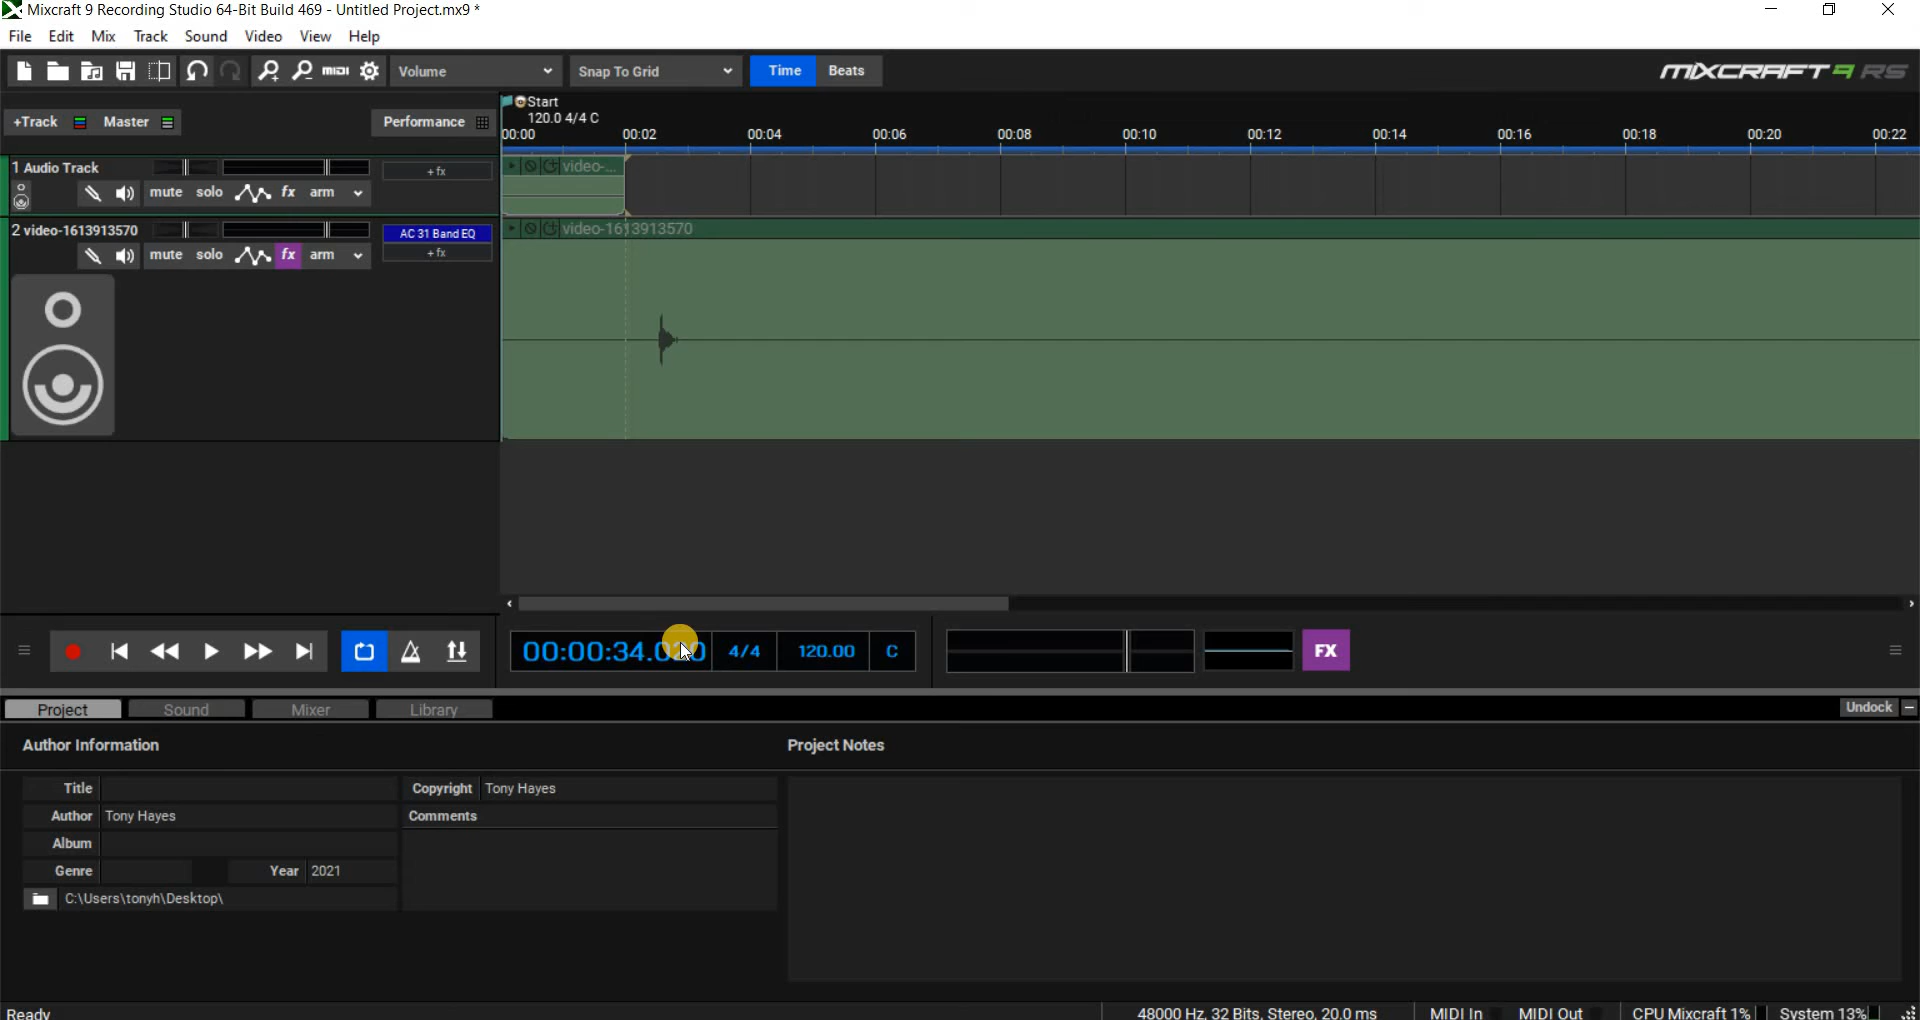 Mixcraft 9 Recording Studio 64-Bit Build 469 - Untitled Project.mx9 *
File Edit Mix Track Sound Video View Help
MIDI Volume Snap To Grid Time Beats MIXCRAFT 9 RS
+Track Master Performance
Start
120.0 4/4 C
00:00 00:02 00:04 00:06 00:08 00:10 00:12 00:14 00:16 00:18 00:20 00:22
1 Audio Track +fx video-...
mute solo fx arm
2 video-1613913570 AC 31 Band EQ video-1613913570
mute solo fx arm +fx
4/4 120.00 C FX
Project Sound Mixer Library Undock
Author Information Project Notes
Title Copyright Tony Hayes
Author Tony Hayes Comments
Album
Genre Year 2021
C:\Users\tonyh\Desktop\
Ready 48000 Hz, 32 Bits, Stereo, 20.0 ms MIDI In MIDI Out CPU Mixcraft 1% System 13%